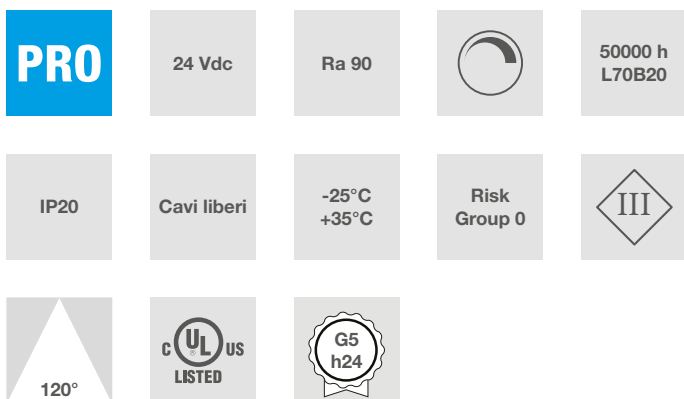 PRO
24 Vdc
Ra 90
50000 h
L70B20
IP20
Cavi liberi
-25°C
+35°C
Risk
Group 0
III
120°
C UL US
®
LISTED
G5
h24